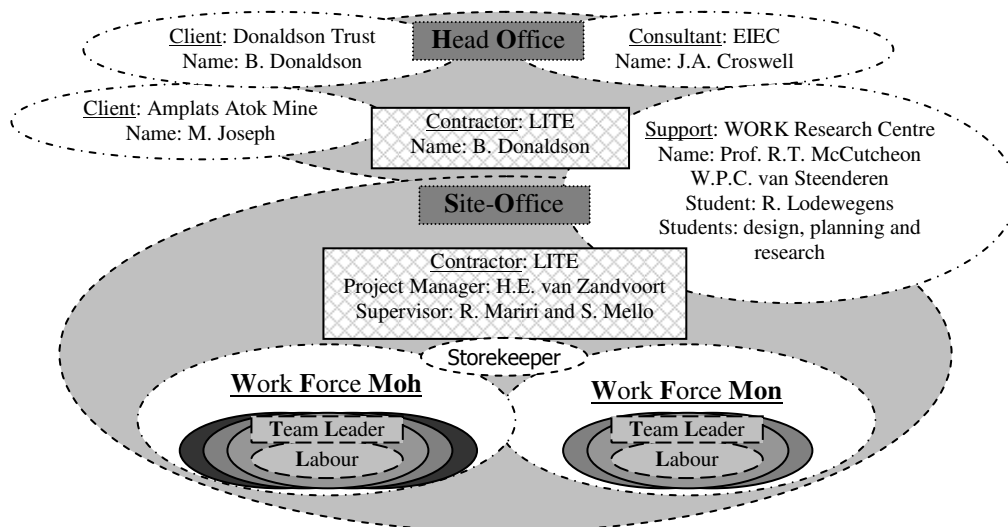 Client: Donaldson Trust
Name: B. Donaldson
Head Office
Consultant: EIEC
Name: J.A. Croswell
Client: Amplats Atok Mine
Name: M. Joseph
Contractor: LITE
Name: B. Donaldson
Support: WORK Research Centre
Name: Prof. R.T. McCutcheon
W.P.C. van Steenderen
Student: R. Lodewegens
Students: design, planning and
research
Site-Office
Contractor: LITE
Project Manager: H.E. van Zandvoort
Supervisor: R. Mariri and S. Mello
Storekeeper
Work Force Moh
Team Leader
Labour
Work Force Mon
Team Leader
Labour